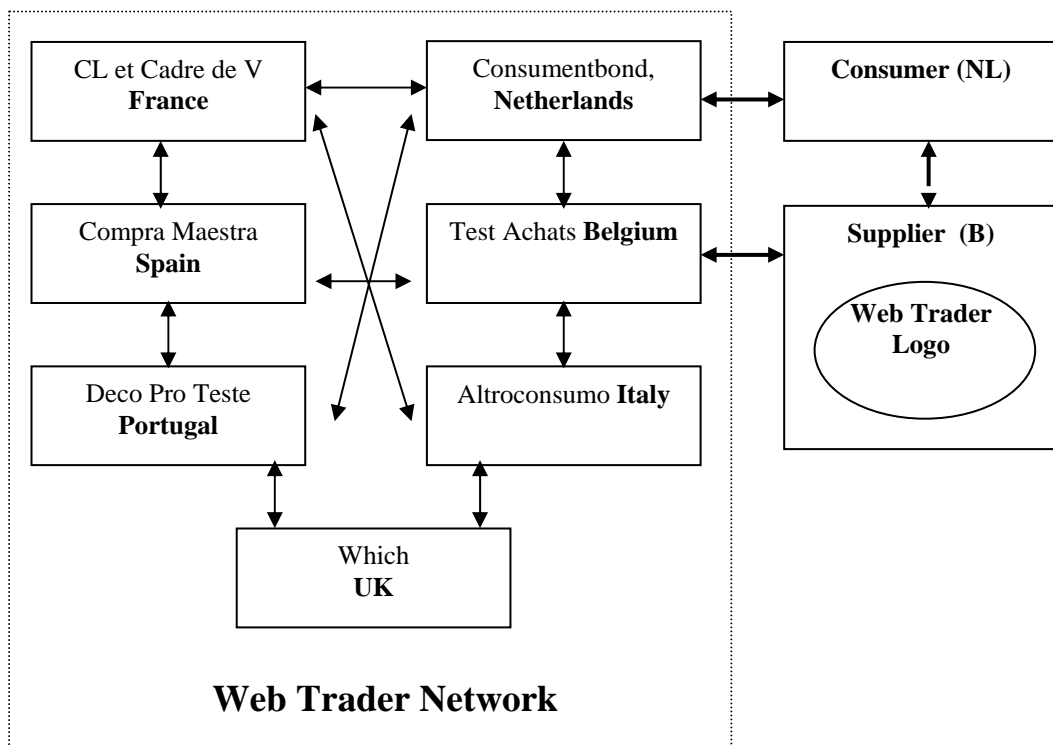 CL et Cadre de V
France
Consumentbond,
Netherlands
Consumer (NL)
Compra Maestra
Spain
Test Achats Belgium
Supplier (B)
Web Trader
Logo
Deco Pro Teste
Portugal
Altroconsumo Italy
Which
UK
Web Trader Network